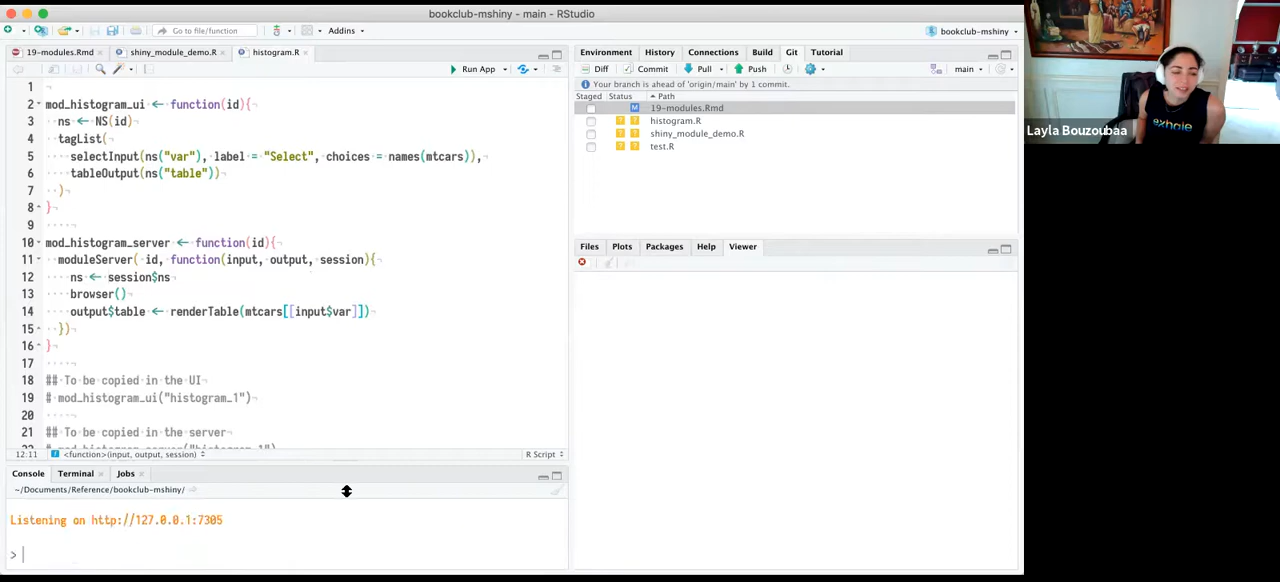 bookclub-mshiny - main - RStudio
Go to file/function
Addins
bookclub-mshiny
19-modules.Rmd
shiny_module_demo.R
histogram.R
Run App
1
2 mod_histogram_ui ← function(id){
3 ns ← NS(id)
4 tagList(
5 selectInput(ns("var"), label = "Select", choices = names(mtcars)),
6 tableOutput(ns("table"))
7 )
8 }
9
10 mod_histogram_server ← function(id){
11 moduleServer( id, function(input, output, session){
12 ns ← session$ns
13 browser()
14 output$table ← renderTable(mtcars[[input$var]])
15 })
16 }
17
18 ## To be copied in the UI
19 # mod_histogram_ui("histogram_1")
20
21 ## To be copied in the server
22 # mod_histogram_server("histogram_1")
12:11 <function>(input, output, session) R Script
Console Terminal Jobs
~/Documents/Reference/bookclub-mshiny/
Listening on http://127.0.0.1:7305
>
Environment History Connections Build Git Tutorial
Diff Commit Pull Push main
Your branch is ahead of 'origin/main' by 1 commit.
Staged Status Path
M 19-modules.Rmd
? ? histogram.R
? ? shiny_module_demo.R
? ? test.R
Files Plots Packages Help Viewer
exhale
Layla Bouzoubaa